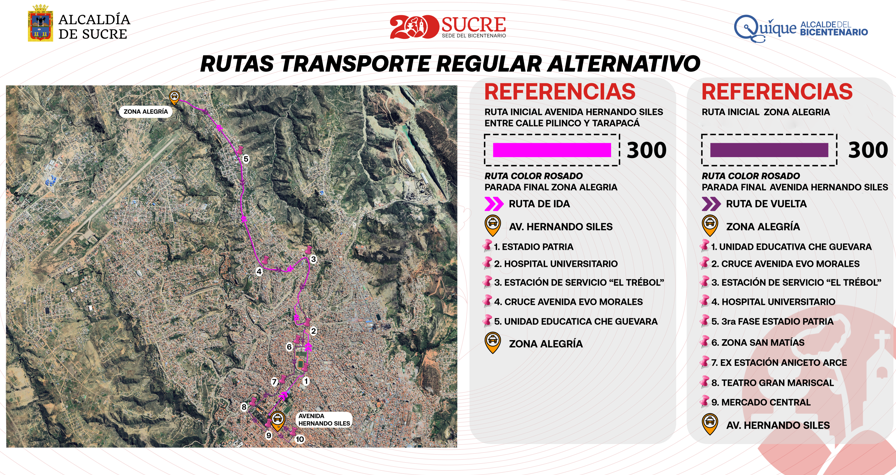 ALCALDÍA
DE SUCRE
200 SUCRE
SEDE DEL BICENTENARIO
Quique ALCALDE DEL
BICENTENARIO
RUTAS TRANSPORTE REGULAR ALTERNATIVO
ZONA ALEGRÍA
5
4
3
2
6
1
7
8
9
10
AVENIDA
HERNANDO SILES
REFERENCIAS
RUTA INICIAL AVENIDA HERNANDO SILES
ENTRE CALLE PILINCO Y TARAPACÁ
300
RUTA COLOR ROSADO
PARADA FINAL ZONA ALEGRIA
RUTA DE IDA
AV. HERNANDO SILES
1. ESTADIO PATRIA
2. HOSPITAL UNIVERSITARIO
3. ESTACIÓN DE SERVICIO “EL TRÉBOL”
4. CRUCE AVENIDA EVO MORALES
5. UNIDAD EDUCATICA CHE GUEVARA
ZONA ALEGRÍA
REFERENCIAS
RUTA INICIAL ZONA ALEGRIA
300
RUTA COLOR ROSADO
PARADA FINAL AVENIDA HERNANDO SILES
RUTA DE VUELTA
ZONA ALEGRÍA
1. UNIDAD EDUCATIVA CHE GUEVARA
2. CRUCE AVENIDA EVO MORALES
3. ESTACIÓN DE SERVICIO “EL TRÉBOL”
4. HOSPITAL UNIVERSITARIO
5. 3ra FASE ESTADIO PATRIA
6. ZONA SAN MATÍAS
7. EX ESTACIÓN ANICETO ARCE
8. TEATRO GRAN MARISCAL
9. MERCADO CENTRAL
AV. HERNANDO SILES